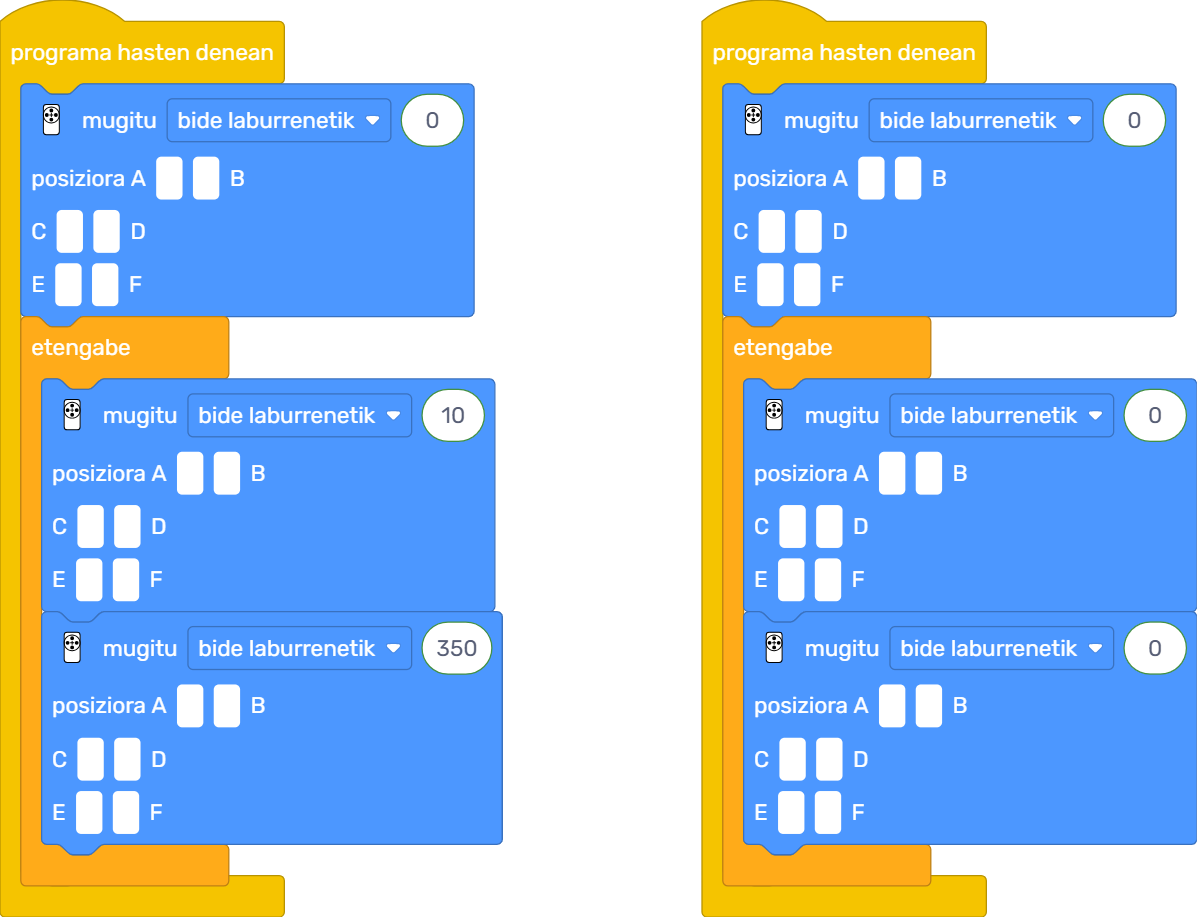 programa hasten denean
mugitu bide laburrenetik 0
posiziora A B
C D
E F
etengabe
mugitu bide laburrenetik 10
posiziora A B
C D
E F
mugitu bide laburrenetik 350
posiziora A B
C D
E F
programa hasten denean
mugitu bide laburrenetik 0
posiziora A B
C D
E F
etengabe
mugitu bide laburrenetik 0
posiziora A B
C D
E F
mugitu bide laburrenetik 0
posiziora A B
C D
E F